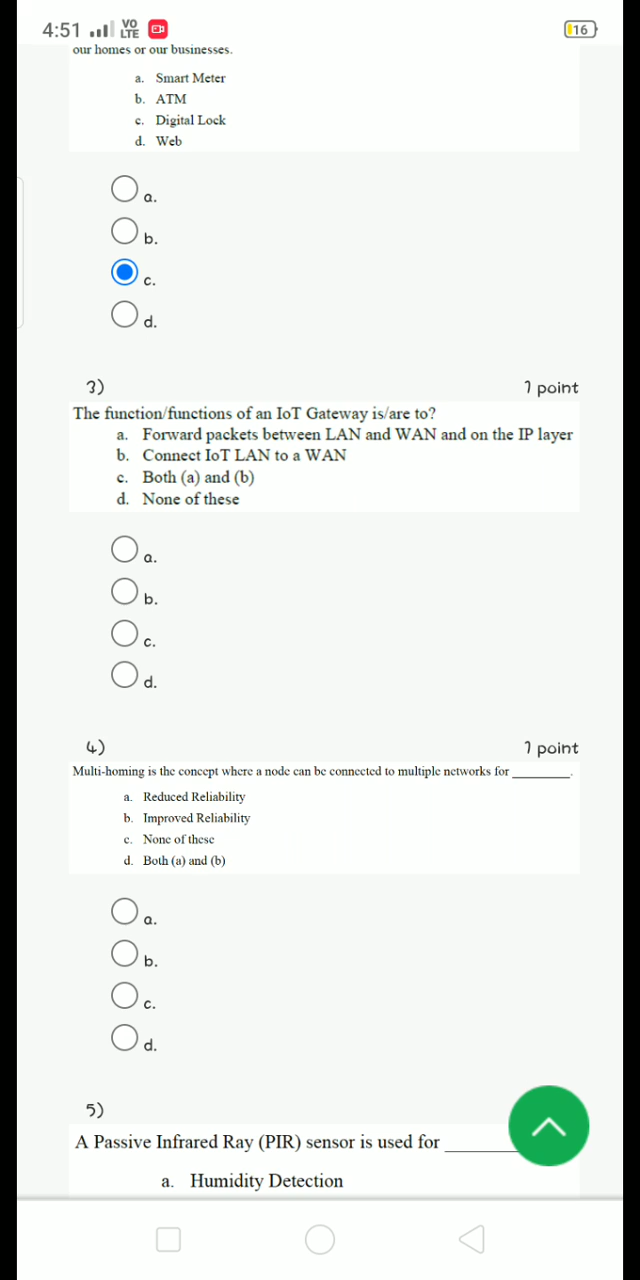 4:51 VO LTE 16
our homes or our businesses.
a. Smart Meter
b. ATM
c. Digital Lock
d. Web
a.
b.
c.
d.
3) 1 point
The function/functions of an IoT Gateway is/are to?
a. Forward packets between LAN and WAN and on the IP layer
b. Connect IoT LAN to a WAN
c. Both (a) and (b)
d. None of these
a.
b.
c.
d.
4) 1 point
Multi-homing is the concept where a node can be connected to multiple networks for ________.
a. Reduced Reliability
b. Improved Reliability
c. None of these
d. Both (a) and (b)
a.
b.
c.
d.
5)
A Passive Infrared Ray (PIR) sensor is used for ________
a. Humidity Detection